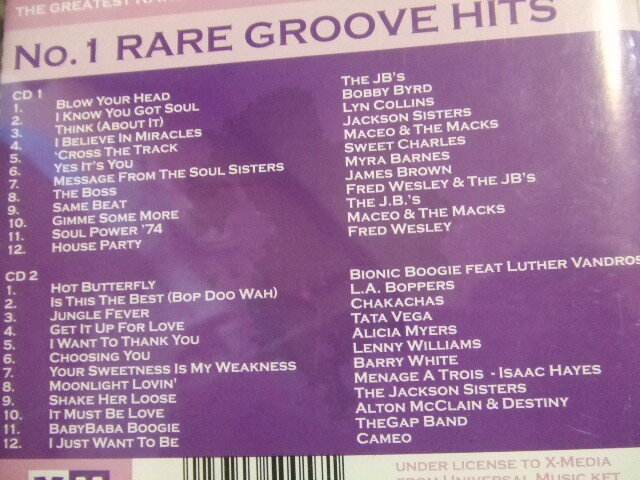 THE GREATEST
No. 1 RARE GROOVE HITS
CD 1
1. BLOW YOUR HEAD THE JB's
2. I KNOW YOU GOT SOUL BOBBY BYRD
3. THINK (ABOUT IT) LYN COLLINS
4. I BELIEVE IN MIRACLES JACKSON SISTERS
5. 'CROSS THE TRACK MACEO & THE MACKS
6. YES IT'S YOU SWEET CHARLES
7. MESSAGE FROM THE SOUL SISTERS MYRA BARNES
8. THE BOSS JAMES BROWN
9. SAME BEAT FRED WESLEY & THE JB'S
10. GIMME SOME MORE THE J.B.'S
11. SOUL POWER '74 MACEO & THE MACKS
12. HOUSE PARTY FRED WESLEY
CD 2
1. HOT BUTTERFLY BIONIC BOOGIE FEAT LUTHER VANDROS
2. IS THIS THE BEST (BOP DOO WAH) L.A. BOPPERS
3. JUNGLE FEVER CHAKACHAS
4. GET IT UP FOR LOVE TATA VEGA
5. I WANT TO THANK YOU ALICIA MYERS
6. CHOOSING YOU LENNY WILLIAMS
7. YOUR SWEETNESS IS MY WEAKNESS BARRY WHITE
8. MOONLIGHT LOVIN' MENAGE A TROIS - ISAAC HAYES
9. SHAKE HER LOOSE THE JACKSON SISTERS
10. IT MUST BE LOVE ALTON MCCLAIN & DESTINY
11. BABYBABA BOOGIE THEGAP BAND
12. I JUST WANT TO BE CAMEO
UNDER LICENSE TO X-MEDIA
FROM UNIVERSAL MUSIC